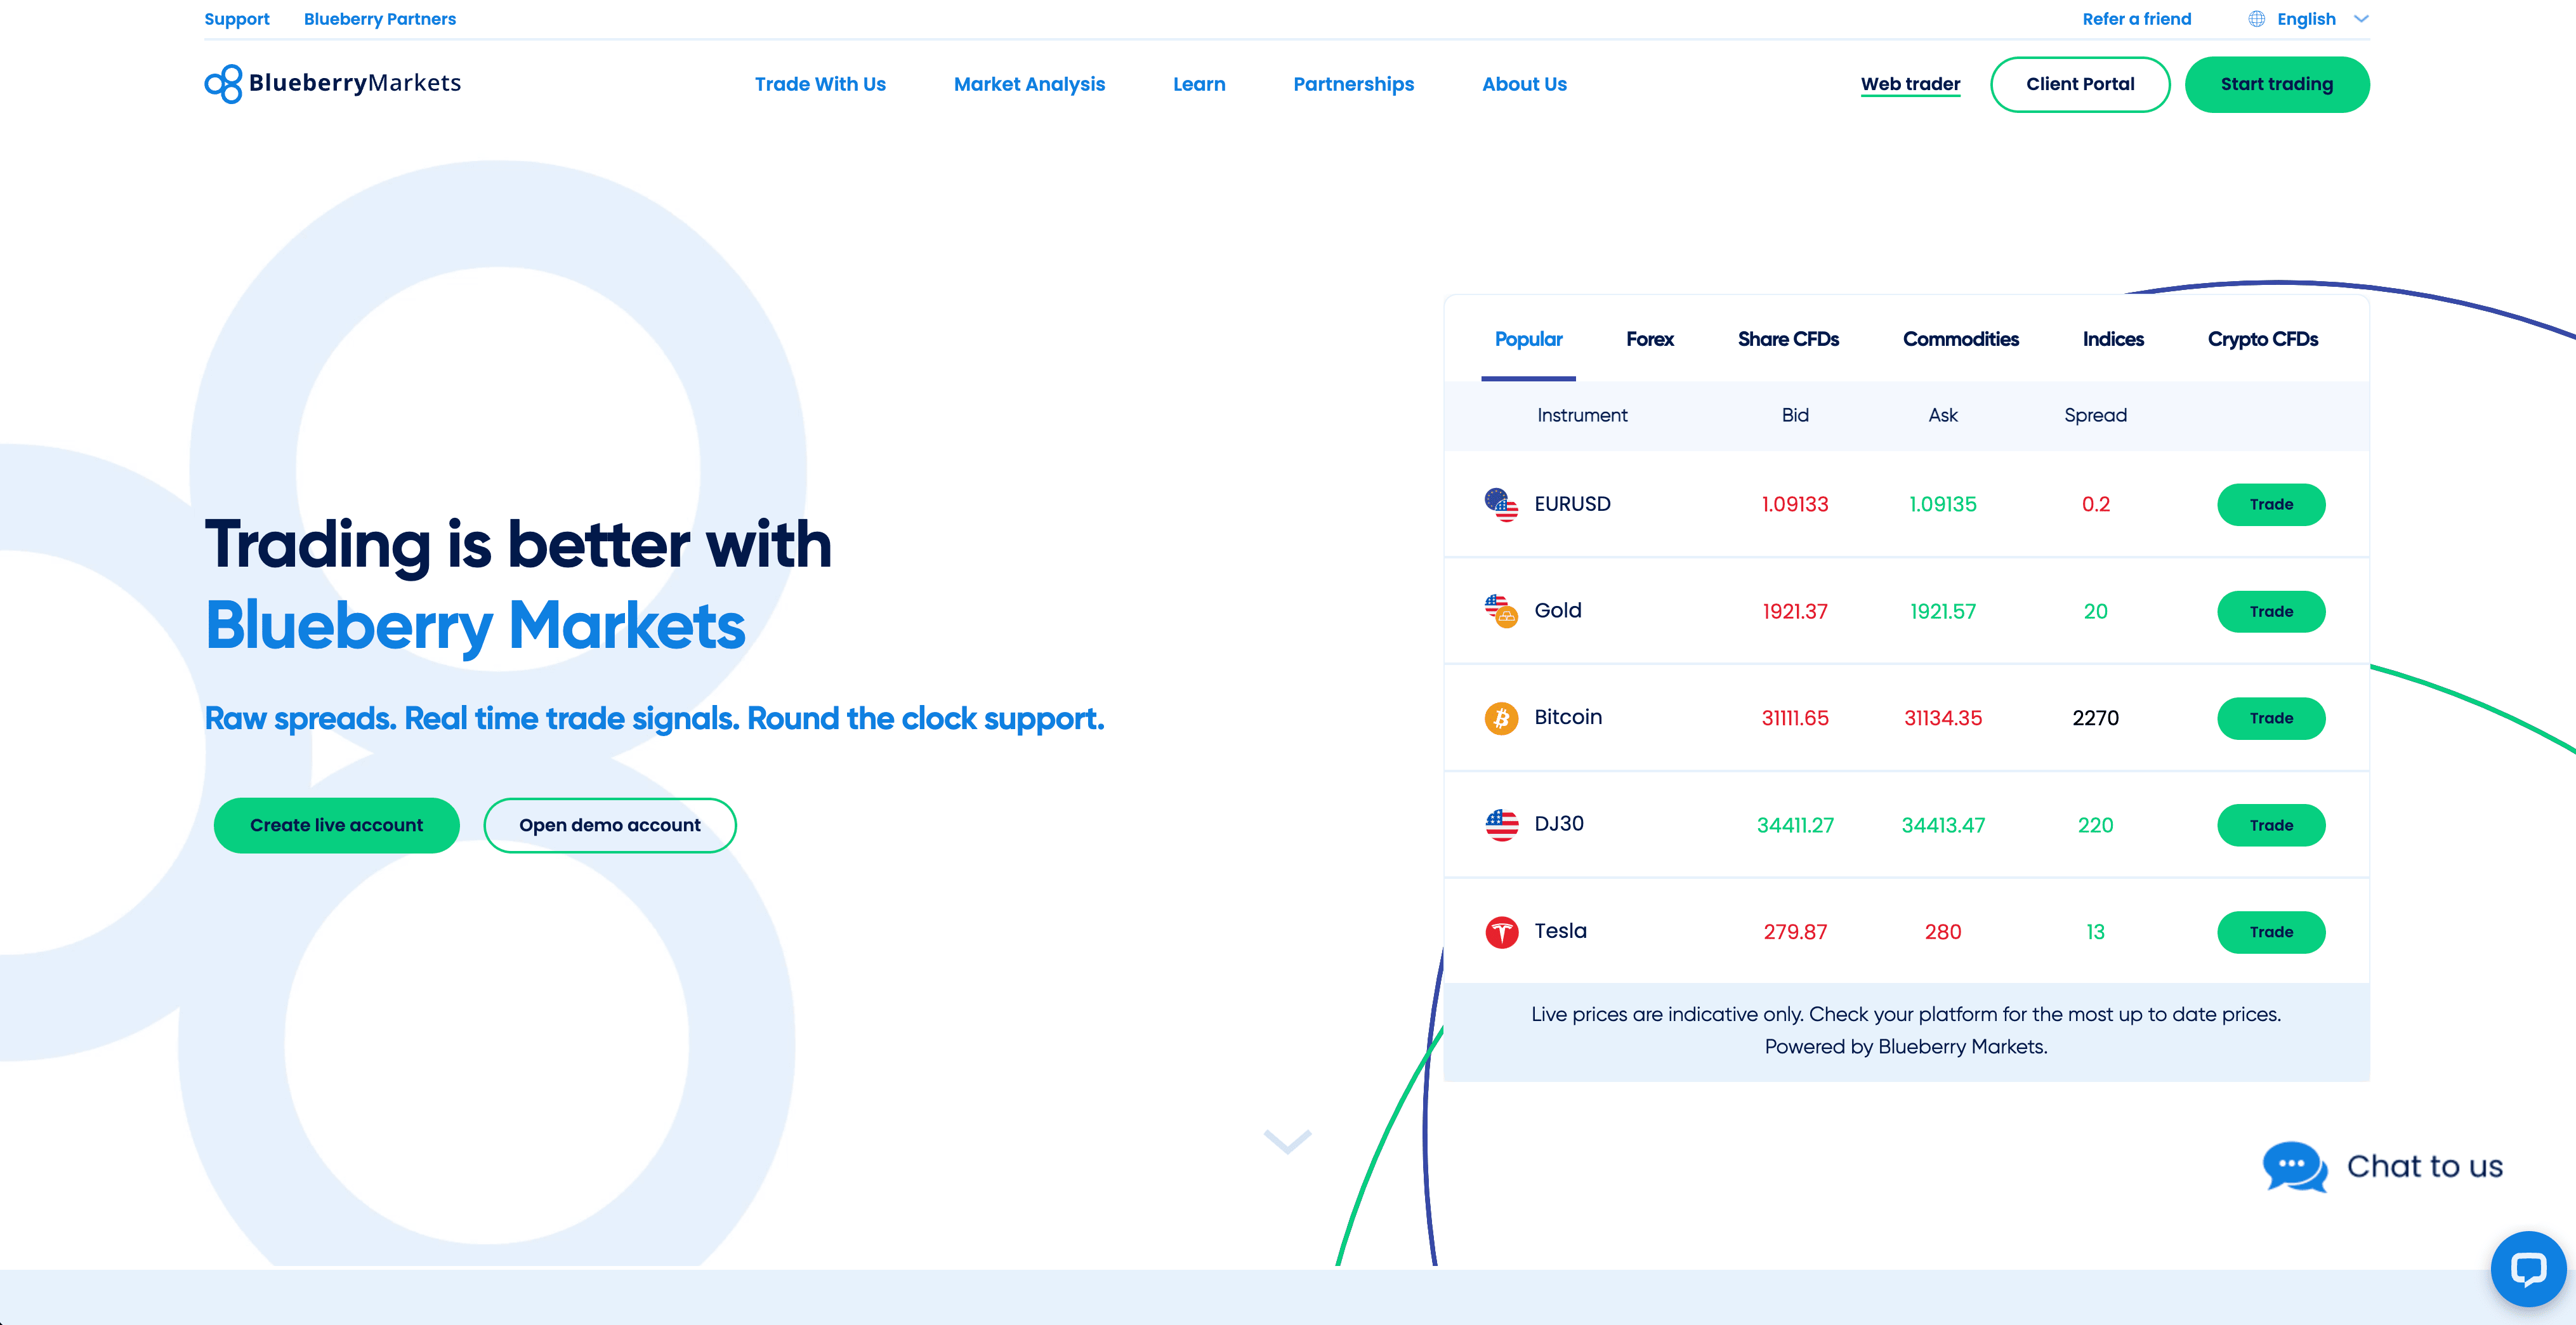 Support Blueberry Partners Refer a friend English
BlueberryMarkets Trade With Us Market Analysis Learn Partnerships About Us Web trader Client Portal Start trading
Trading is better with
Blueberry Markets
Raw spreads. Real time trade signals. Round the clock support.
Create live account Open demo account
Popular Forex Share CFDs Commodities Indices Crypto CFDs
Instrument Bid Ask Spread
EURUSD 1.09133 1.09135 0.2 Trade
Gold 1921.37 1921.57 20 Trade
Bitcoin 31111.65 31134.35 2270 Trade
DJ30 34411.27 34413.47 220 Trade
Tesla 279.87 280 13 Trade
Live prices are indicative only. Check your platform for the most up to date prices.
Powered by Blueberry Markets.
Chat to us